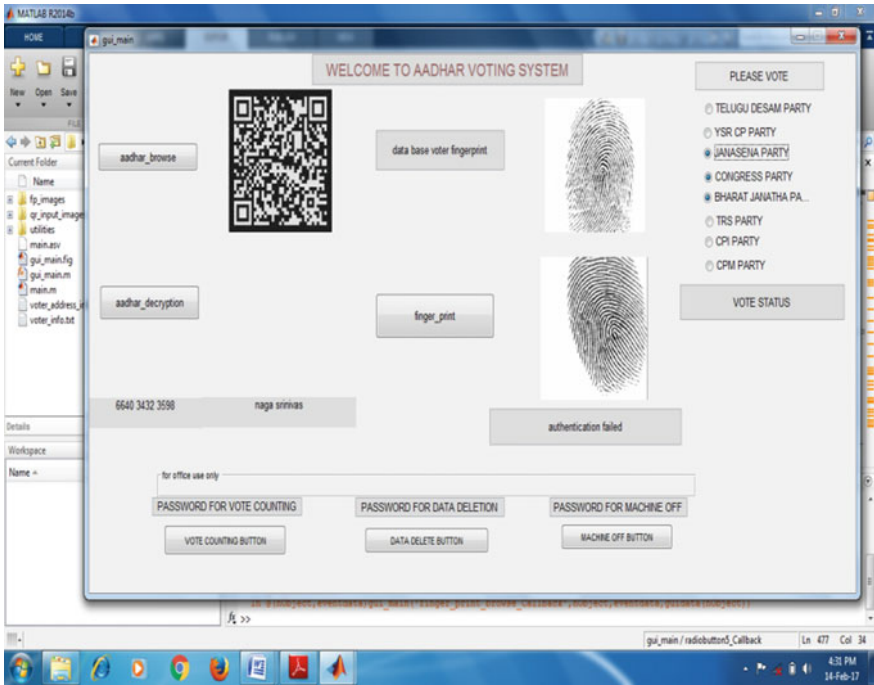 MATLAB R2014b
HOME
gui_main
New Open Save
FILE
Current Folder
Name
fp_images
qr_input_image
utilities
main.asv
gui_main.fig
gui_main.m
main.m
voter_address_in
voter_info.txt
Details
Workspace
Name
WELCOME TO AADHAR VOTING SYSTEM
aadhar_browse
data base voter fingerprint
aadhar_decryption
finger_print
6640 3432 3598
naga srinivas
authentication failed
PLEASE VOTE
TELUGU DESAM PARTY
YSR CP PARTY
JANASENA PARTY
CONGRESS PARTY
BHARAT JANATHA PA...
TRS PARTY
CPI PARTY
CPM PARTY
VOTE STATUS
for office use only
PASSWORD FOR VOTE COUNTING
PASSWORD FOR DATA DELETION
PASSWORD FOR MACHINE OFF
VOTE COUNTING BUTTON
DATA DELETE BUTTON
MACHINE OFF BUTTON
fx >>
gui_main / radiobutton5_Callback
Ln 477 Col 34
4:31 PM
14-Feb-17